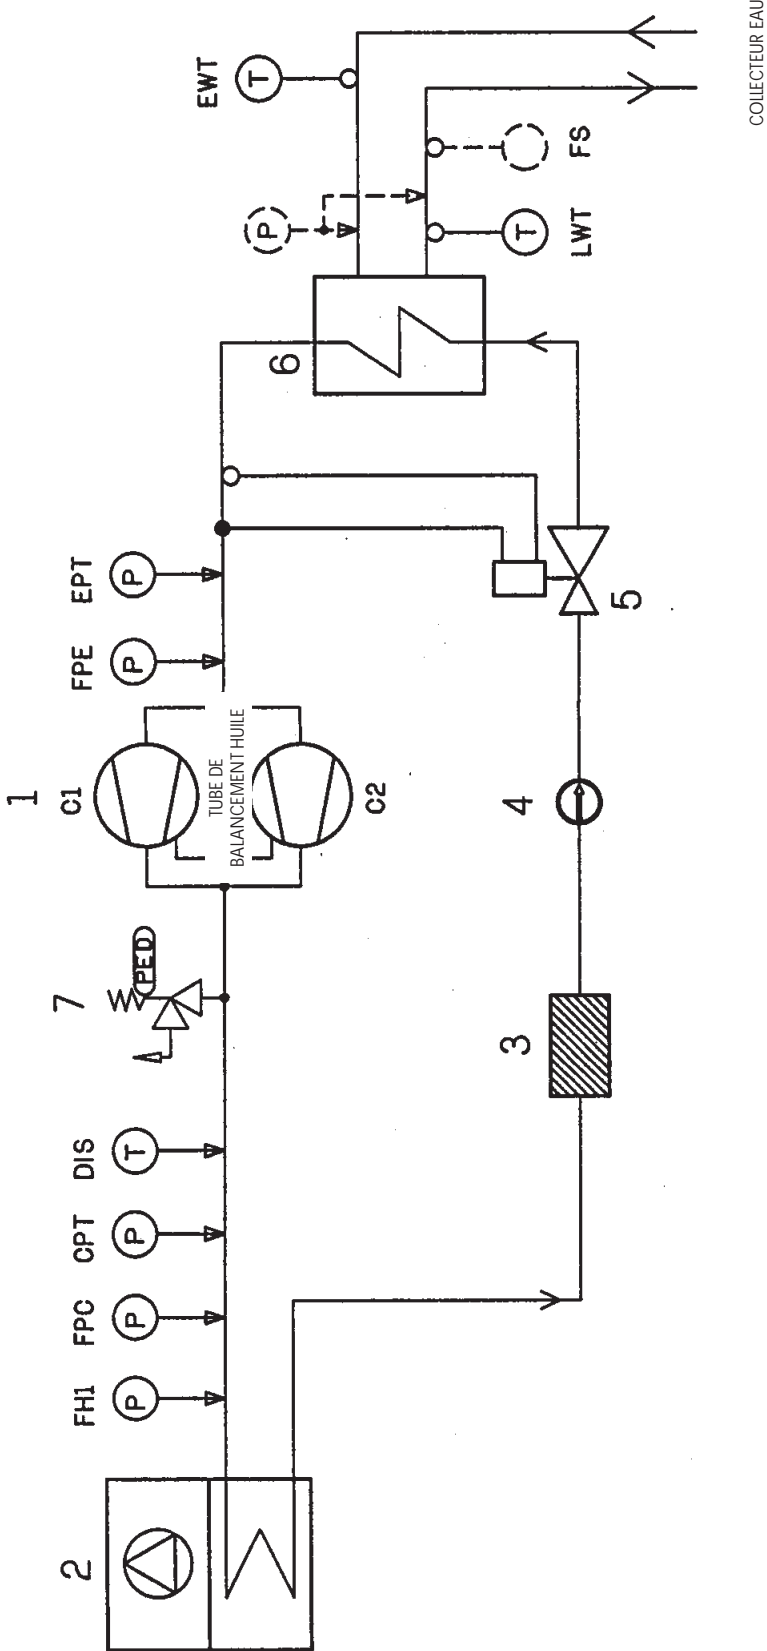 COLLECTEUR EAU
EWT
T
P
FS
LWT
T
6
EPT
P
FPE
P
5
1
C1
TUBE DE
BALANCEMENT HUILE
C2
4
7
PED
3
DIS
T
CPT
P
FPC
P
FH1
P
2